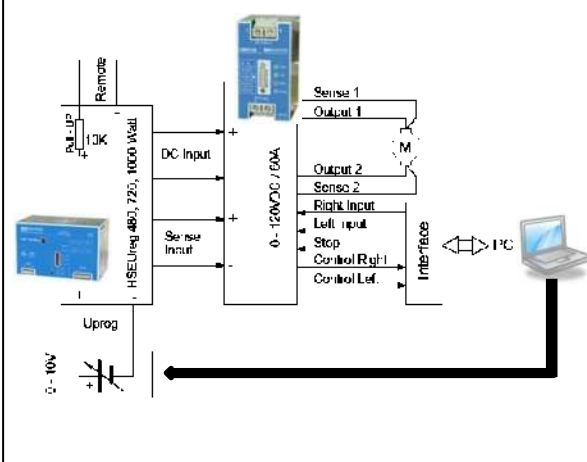 Remote
Pull-UP
10K
+
HSEUreg 480, 720, 1000 Watt
DC Input
Sense
Input
+
+
-
0 - 120VDC / 60A
Sense 1
Output 1
M
Output 2
Sense 2
Right Input
Left Input
Stop
Control Right
Control Left
Interface
PC
Uprog
0 - 10V
+